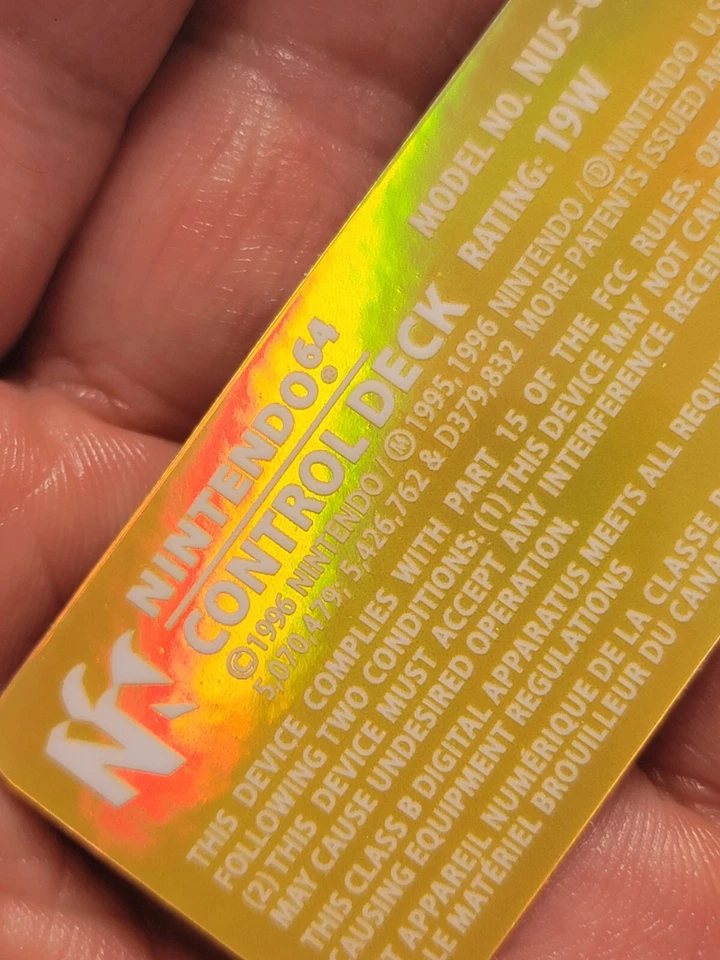 NINTENDO⁶⁴®
CONTROL DECK
MODEL NO. NUS-
RATING: 19W
©1996 NINTENDO / Ⓜ 1995, 1996 NINTENDO / Ⓓ NINTENDO U.S
5,070,479, 5,426,762 & D379,832 MORE PATENTS ISSUED AN
THIS DEVICE COMPLIES WITH PART 15 OF THE FCC RULES. OP
FOLLOWING TWO CONDITIONS: (1) THIS DEVICE MAY NOT CAU
(2) THIS DEVICE MUST ACCEPT ANY INTERFERENCE RECEI
MAY CAUSE UNDESIRED OPERATION.
THIS CLASS B DIGITAL APPARATUS MEETS ALL REQU
CAUSING EQUIPMENT REGULATIONS
T APPAREIL NUMÉRIQUE DE LA CLASSE
LE MATÉRIEL BROUILLEUR DU CANA